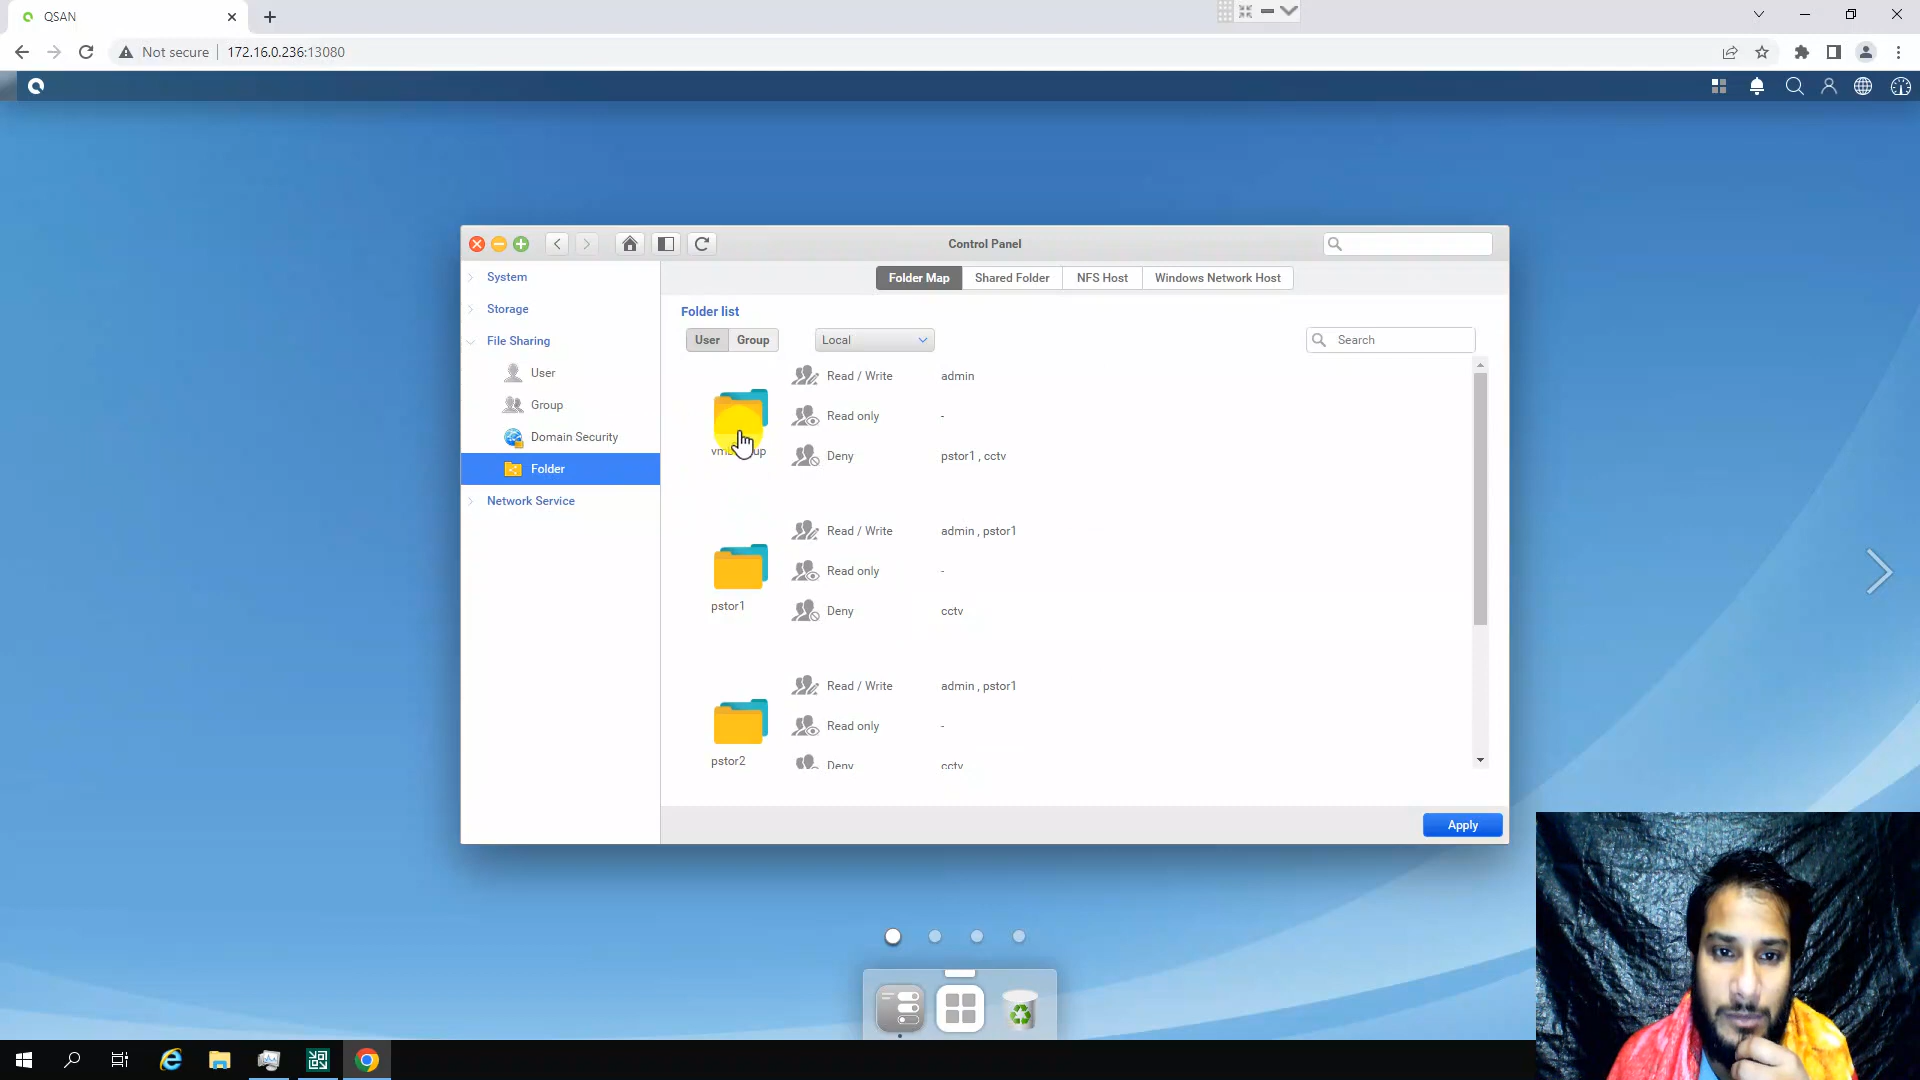 QSAN
Not secure
172.16.0.236:13080
Control Panel
System
Storage
File Sharing
User
Group
Domain Security
Folder
Network Service
Folder Map
Shared Folder
NFS Host
Windows Network Host
Folder list
User
Group
Local
Search
Read / Write
admin
Read only
-
Deny
pstor1 , cctv
Read / Write
admin , pstor1
Read only
-
pstor1
Deny
cctv
Read / Write
admin , pstor1
Read only
-
pstor2
Deny
cctv
Apply